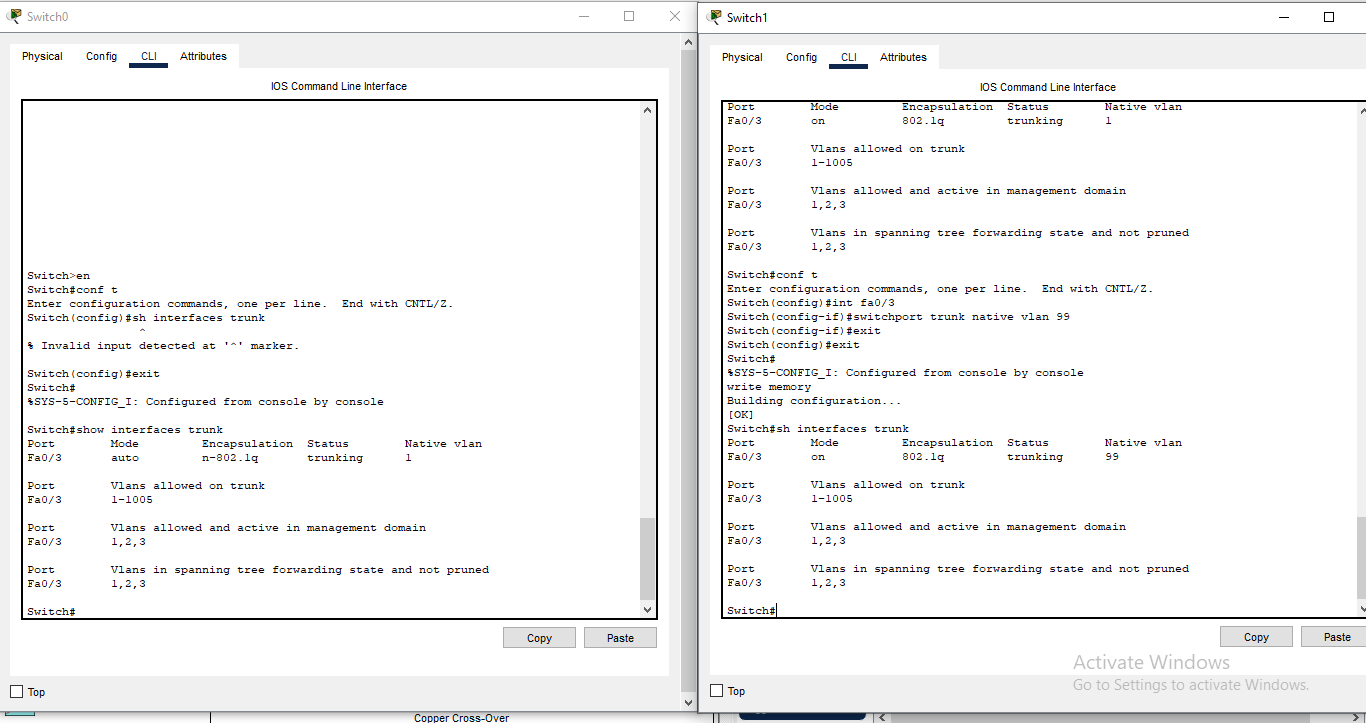 Switch0
Physical Config CLI Attributes
IOS Command Line Interface
Switch>en
Switch#conf t
Enter configuration commands, one per line. End with CNTL/Z.
Switch(config)#sh interfaces trunk
^
% Invalid input detected at '^' marker.
Switch(config)#exit
Switch#
%SYS-5-CONFIG_I: Configured from console by console
Switch#show interfaces trunk
Port Mode Encapsulation Status Native vlan
Fa0/3 auto n-802.1q trunking 1
Port Vlans allowed on trunk
Fa0/3 1-1005
Port Vlans allowed and active in management domain
Fa0/3 1,2,3
Port Vlans in spanning tree forwarding state and not pruned
Fa0/3 1,2,3
Switch#
Copy Paste
Top
Copper Cross-Over
Switch1
Physical Config CLI Attributes
IOS Command Line Interface
Port Mode Encapsulation Status Native vlan
Fa0/3 on 802.1q trunking 1
Port Vlans allowed on trunk
Fa0/3 1-1005
Port Vlans allowed and active in management domain
Fa0/3 1,2,3
Port Vlans in spanning tree forwarding state and not pruned
Fa0/3 1,2,3
Switch#conf t
Enter configuration commands, one per line. End with CNTL/Z.
Switch(config)#int fa0/3
Switch(config-if)#switchport trunk native vlan 99
Switch(config-if)#exit
Switch(config)#exit
Switch#
%SYS-5-CONFIG_I: Configured from console by console
write memory
Building configuration...
[OK]
Switch#sh interfaces trunk
Port Mode Encapsulation Status Native vlan
Fa0/3 on 802.1q trunking 99
Port Vlans allowed on trunk
Fa0/3 1-1005
Port Vlans allowed and active in management domain
Fa0/3 1,2,3
Port Vlans in spanning tree forwarding state and not pruned
Fa0/3 1,2,3
Switch#
Copy Paste
Activate Windows
Go to Settings to activate Windows.
Top